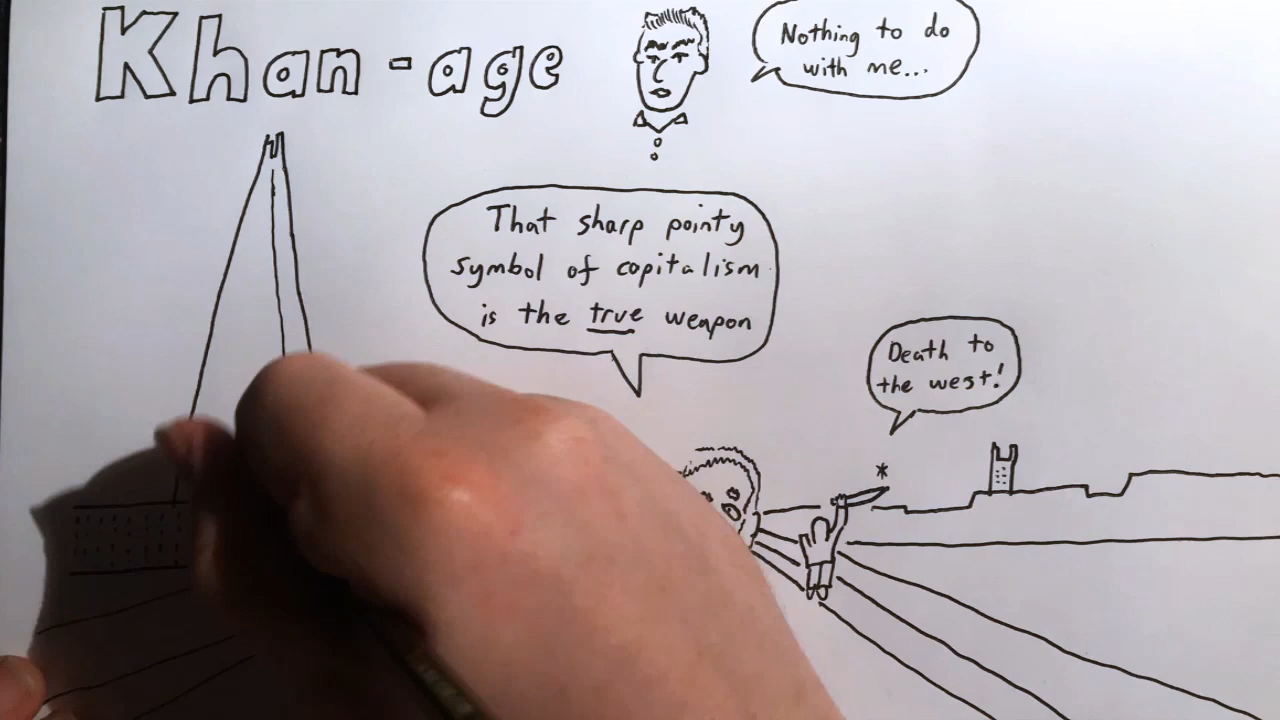 Khan-age
Nothing to do
with me...
That sharp pointy
symbol of capitalism
is the true weapon
Death to
the west!
*